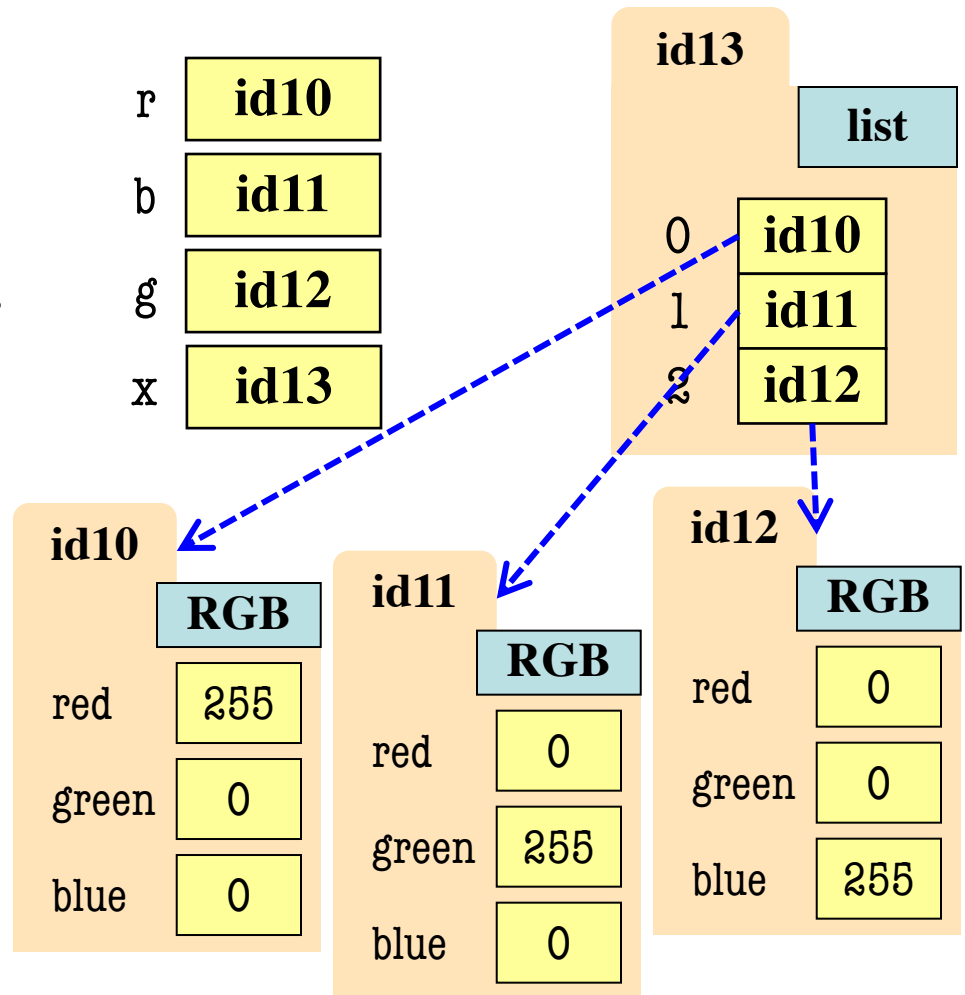 r id10
b id11
g id12
x id13
id13
list
0 id10
1 id11
2 id12
id10
RGB
red 255
green 0
blue 0
id11
RGB
red 0
green 255
blue 0
id12
RGB
red 0
green 0
blue 255